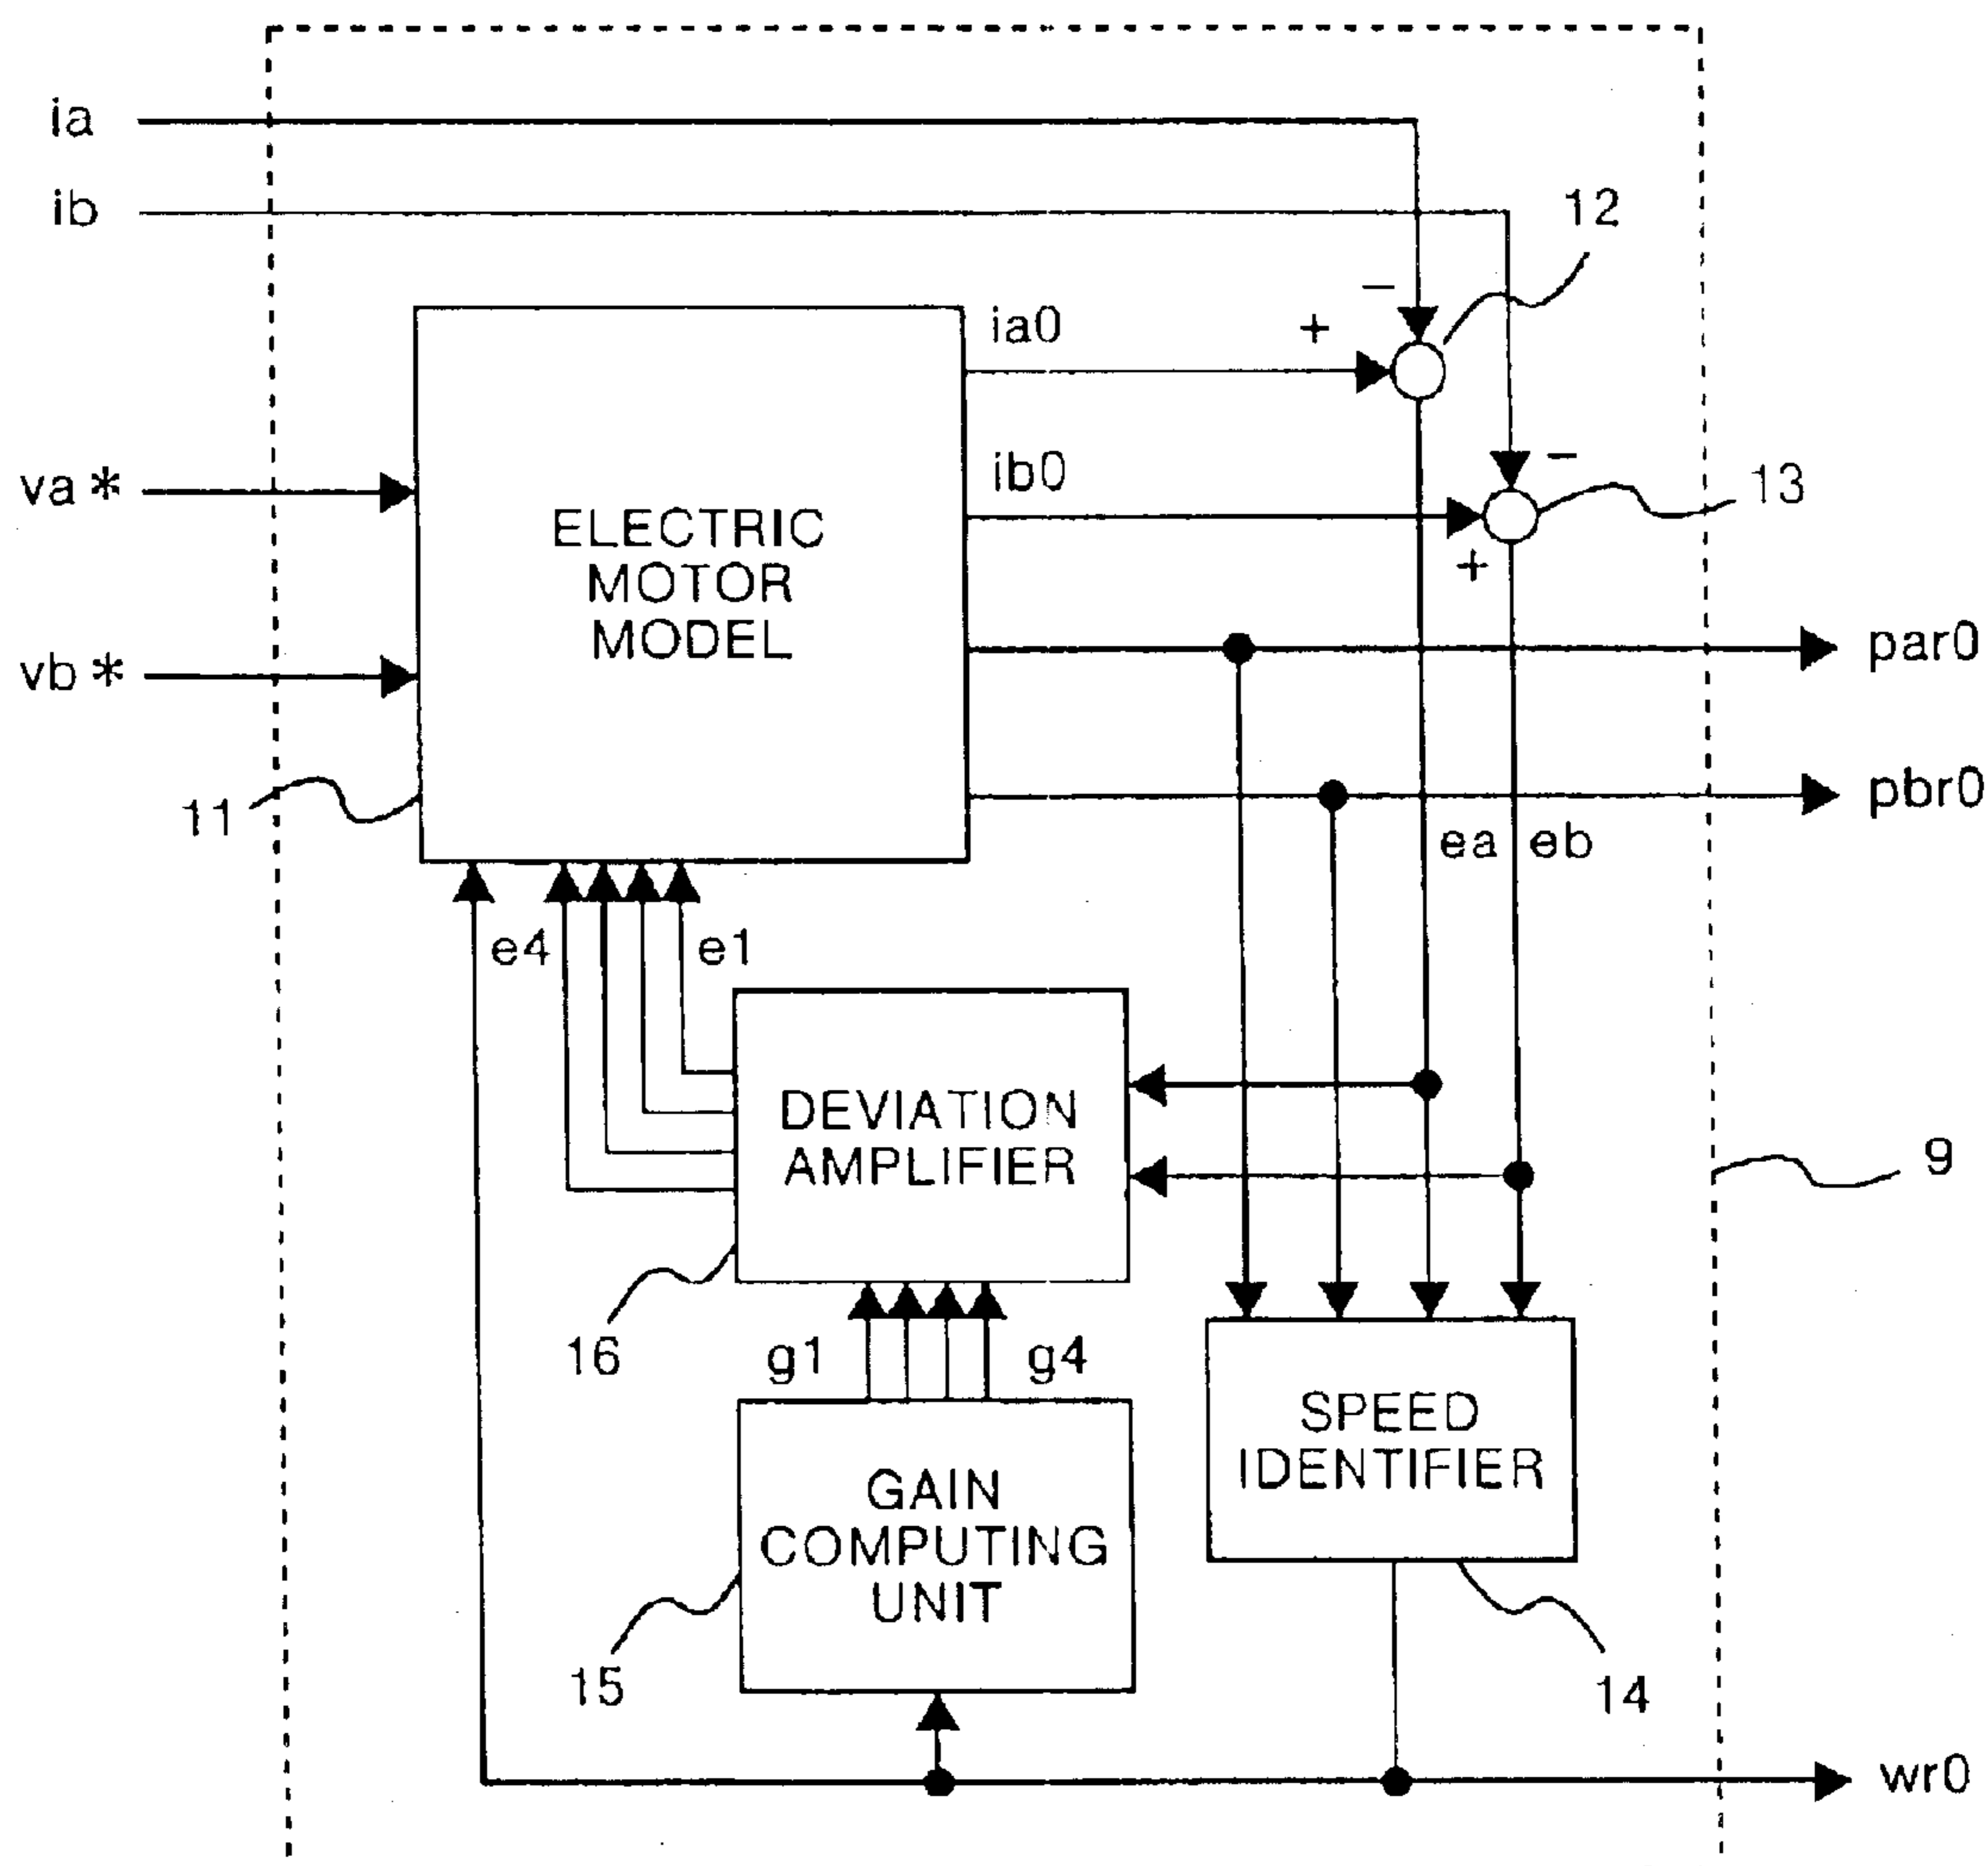 ia
ib
12
−
ia0
+
ib0
−
va*
13
ELECTRIC
MOTOR
MODEL
+
par0
vb*
pbr0
11
ea
eb
e4
e1
DEVIATION
AMPLIFIER
9
16
g1
g4
SPEED
IDENTIFIER
GAIN
COMPUTING
UNIT
15
14
wr0